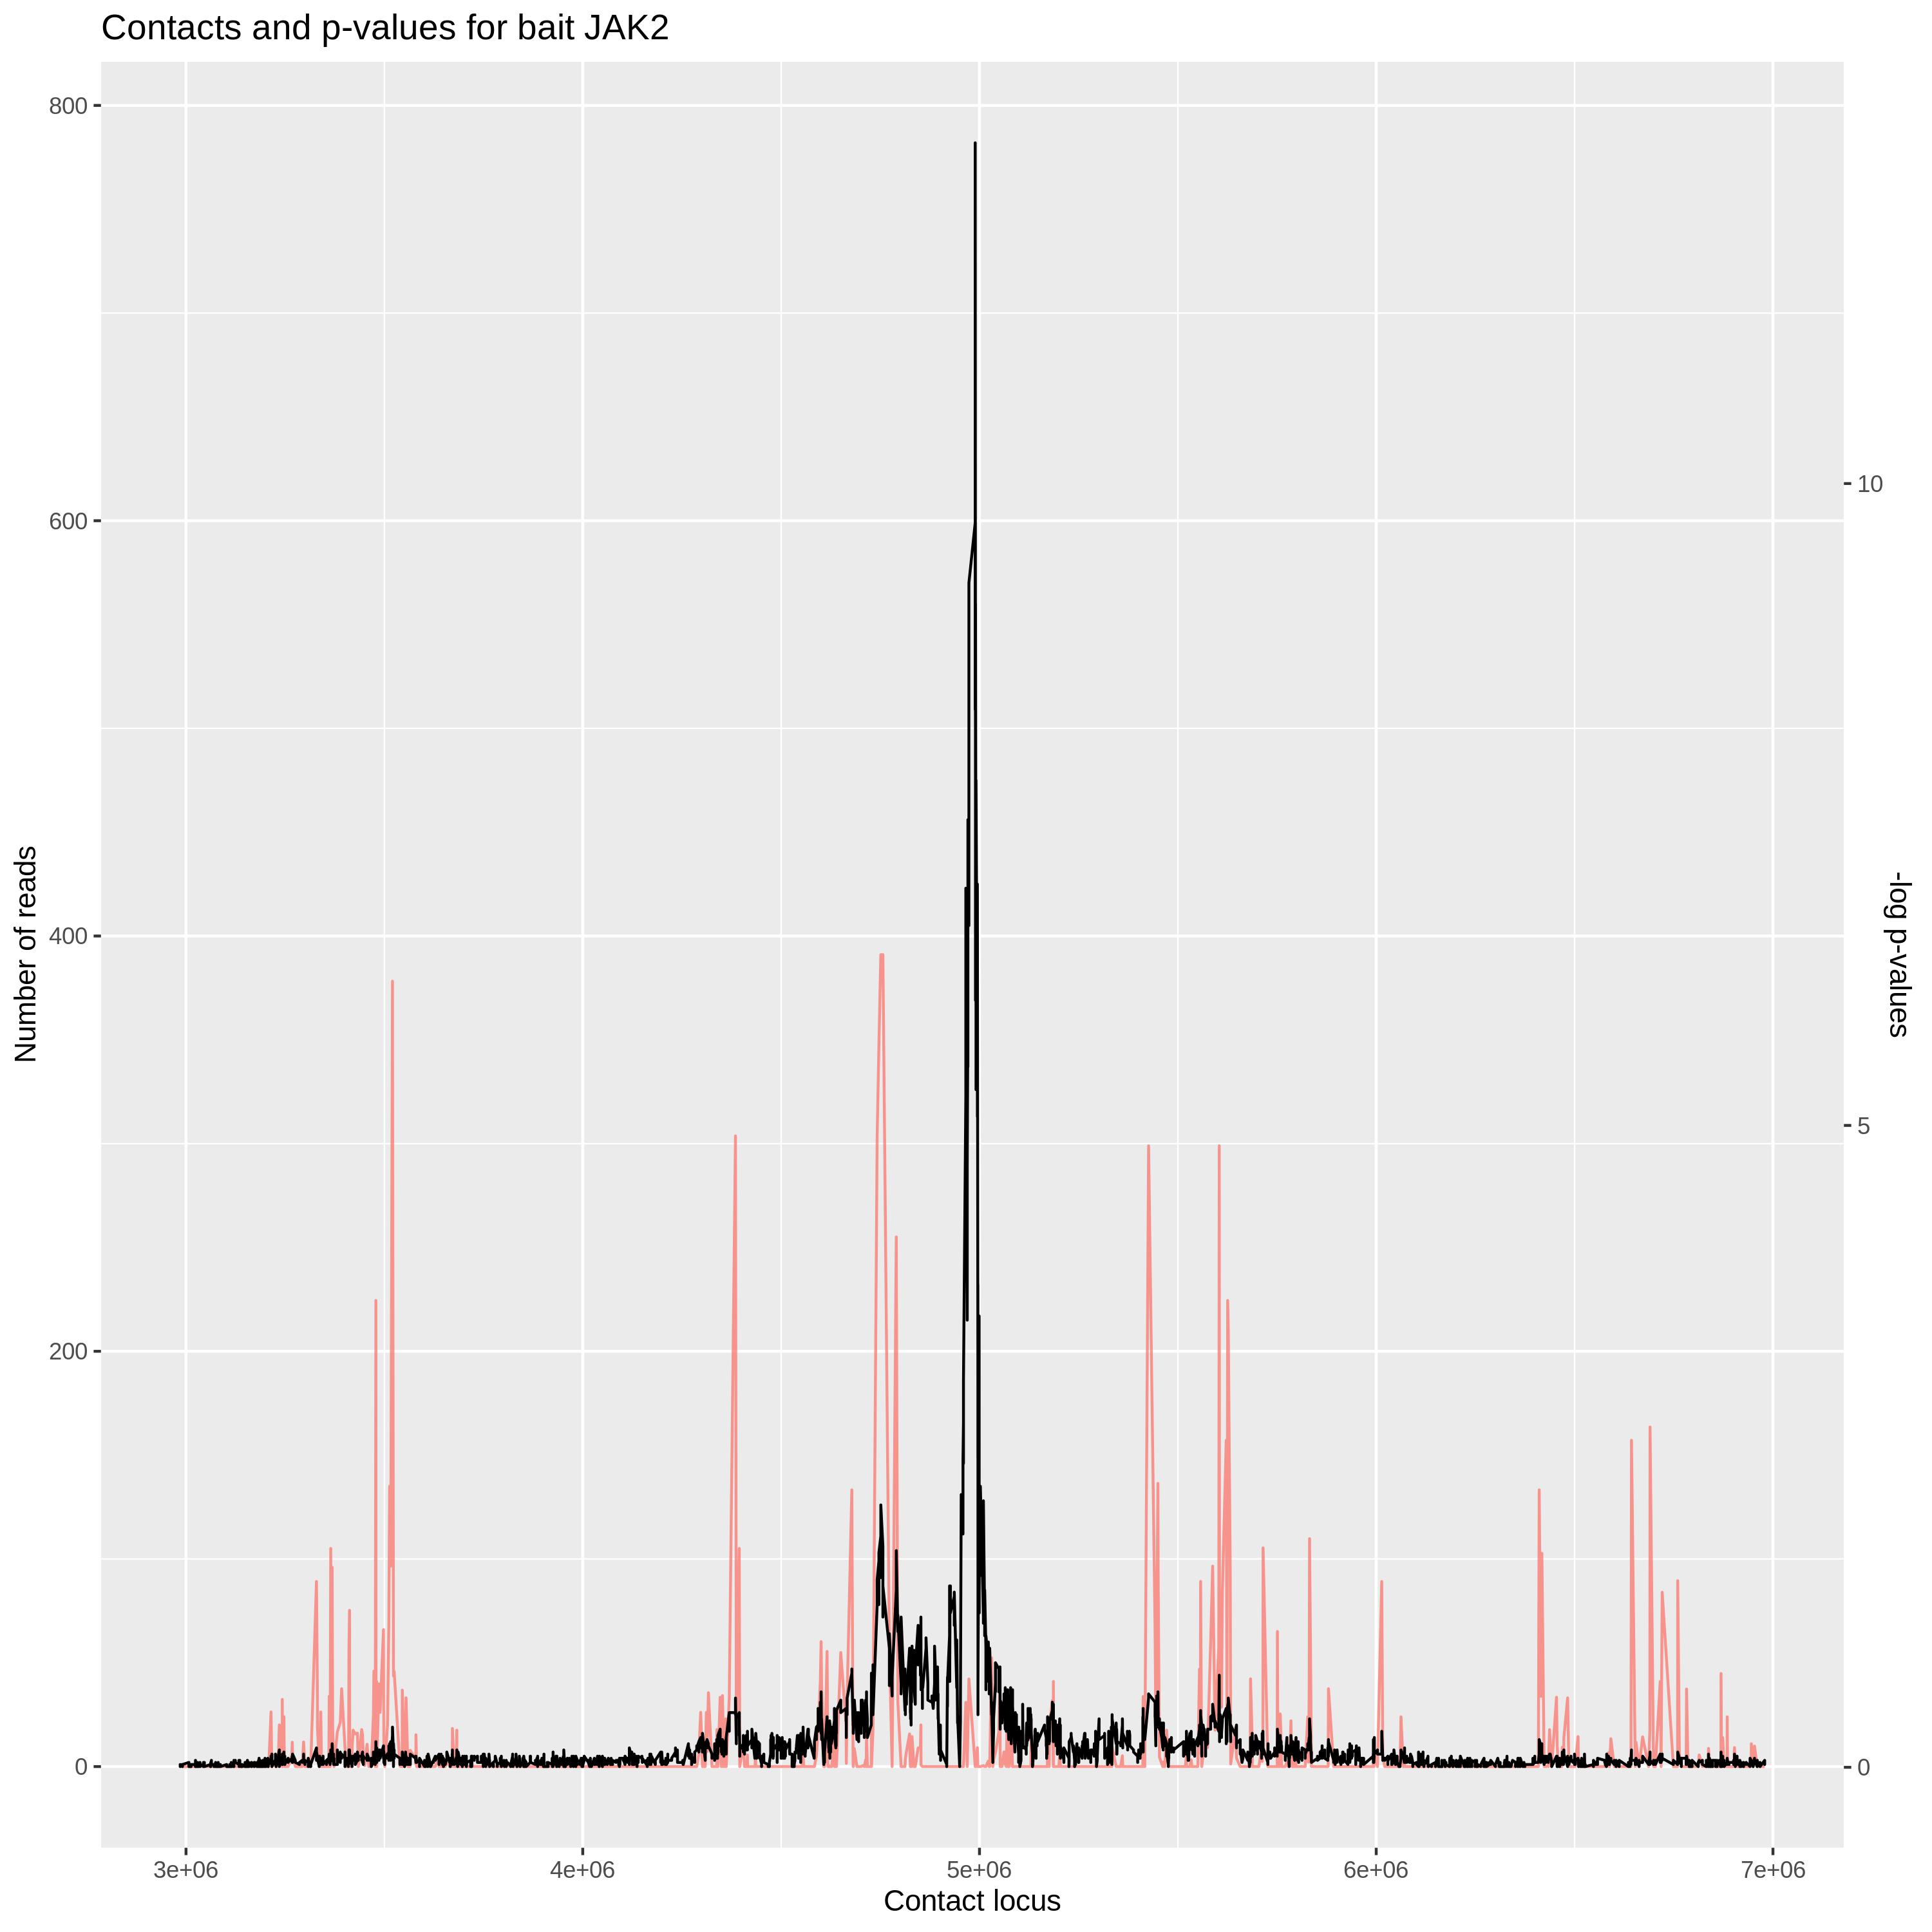 Contacts and p-values for bait JAK2
800
600
400
200
0
Number of reads
10
5
0
-log p-values
3e+06 4e+06 5e+06 6e+06 7e+06
Contact locus